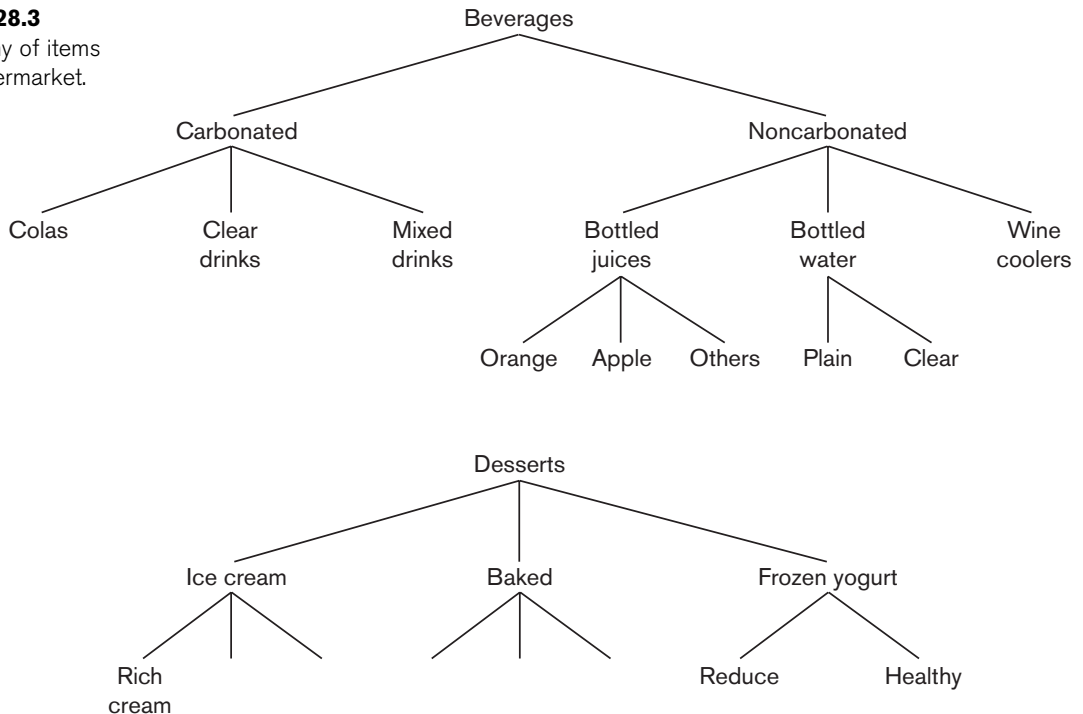 28.3
y of items
ermarket.
Beverages
Carbonated
Noncarbonated
Colas
Clear
drinks
Mixed
drinks
Bottled
juices
Bottled
water
Wine
coolers
Orange
Apple
Others
Plain
Clear
Desserts
Ice cream
Baked
Frozen yogurt
Rich
cream
Reduce
Healthy